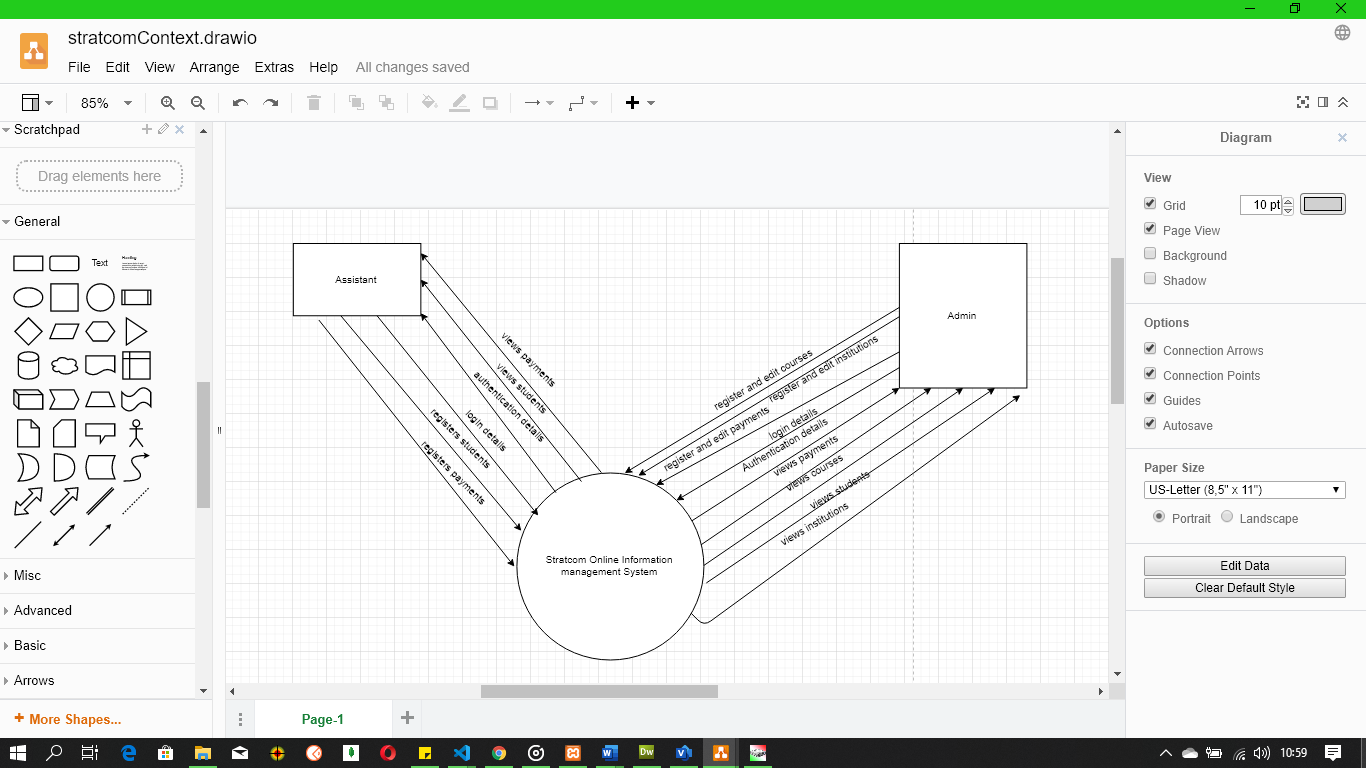 stratcomContext.drawio
File Edit View Arrange Extras Help All changes saved
85%
Scratchpad
Drag elements here
General
Text
Heading
Misc
Advanced
Basic
Arrows
+ More Shapes...
Assistant
Admin
views payments
views students
authentication details
login details
registers students
registers payments
register and edit courses
register and edit institutions
register and edit payments
login details
Authentication details
views payments
views courses
views students
views institutions
Stratcom Online Information
management System
Page-1
Diagram
View
Grid 10 pt
Page View
Background
Shadow
Options
Connection Arrows
Connection Points
Guides
Autosave
Paper Size
US-Letter (8,5" x 11")
Portrait Landscape
Edit Data
Clear Default Style
Dw
10:59